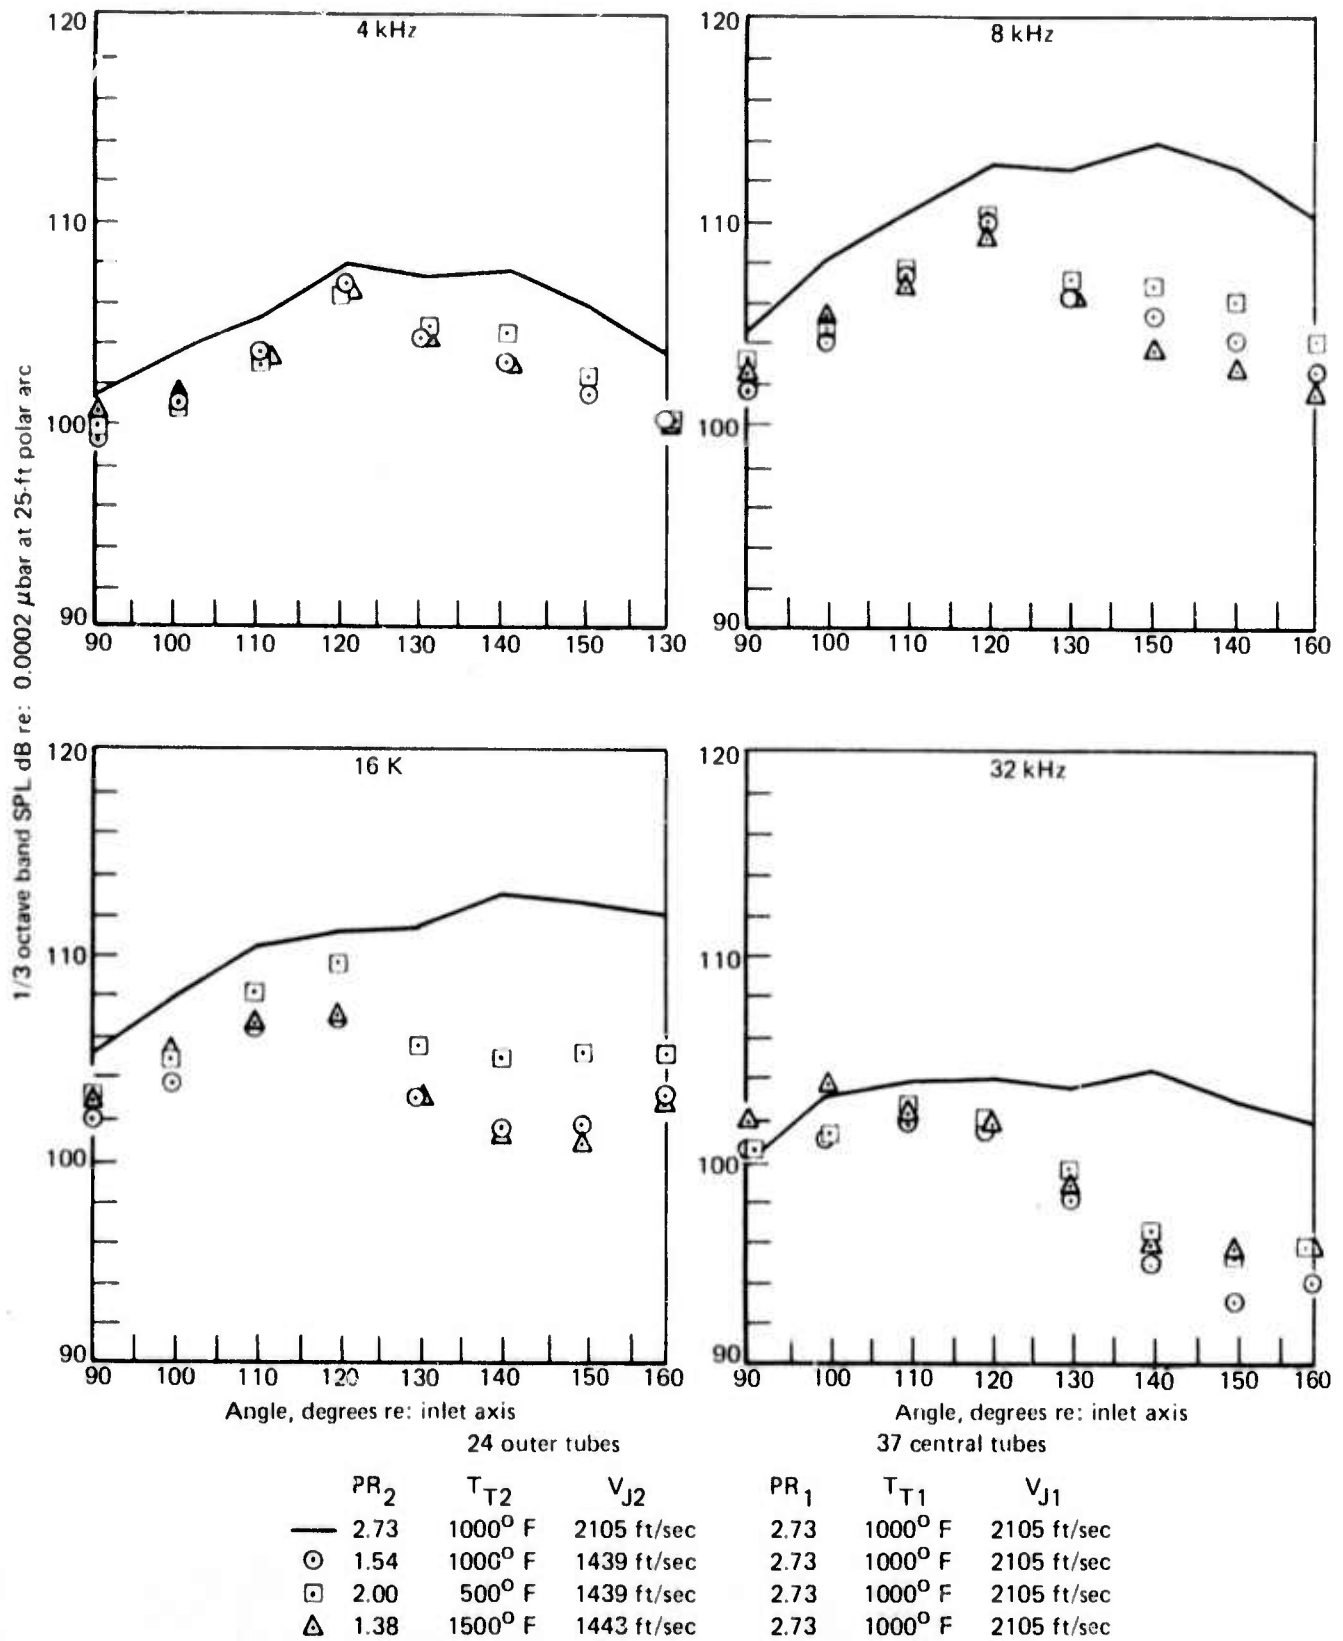 1/3 octave band SPL dB re: 0.0002 μbar at 25-ft polar arc
4 kHz
120
110
100
90
90 100 110 120 130 140 150 130
8 kHz
120
110
100
90
90 100 110 120 130 150 140 160
16 K
120
110
100
90
90 100 110 120 130 140 150 160
Angle, degrees re: inlet axis
32 kHz
120
110
100
90
90 100 110 120 130 140 150 160
Angle, degrees re: inlet axis
24 outer tubes 37 central tubes
PR2 TT2 VJ2 PR1 TT1 VJ1
2.73 1000° F 2105 ft/sec 2.73 1000° F 2105 ft/sec
1.54 1000° F 1439 ft/sec 2.73 1000° F 2105 ft/sec
2.00 500° F 1439 ft/sec 2.73 1000° F 2105 ft/sec
1.38 1500° F 1443 ft/sec 2.73 1000° F 2105 ft/sec